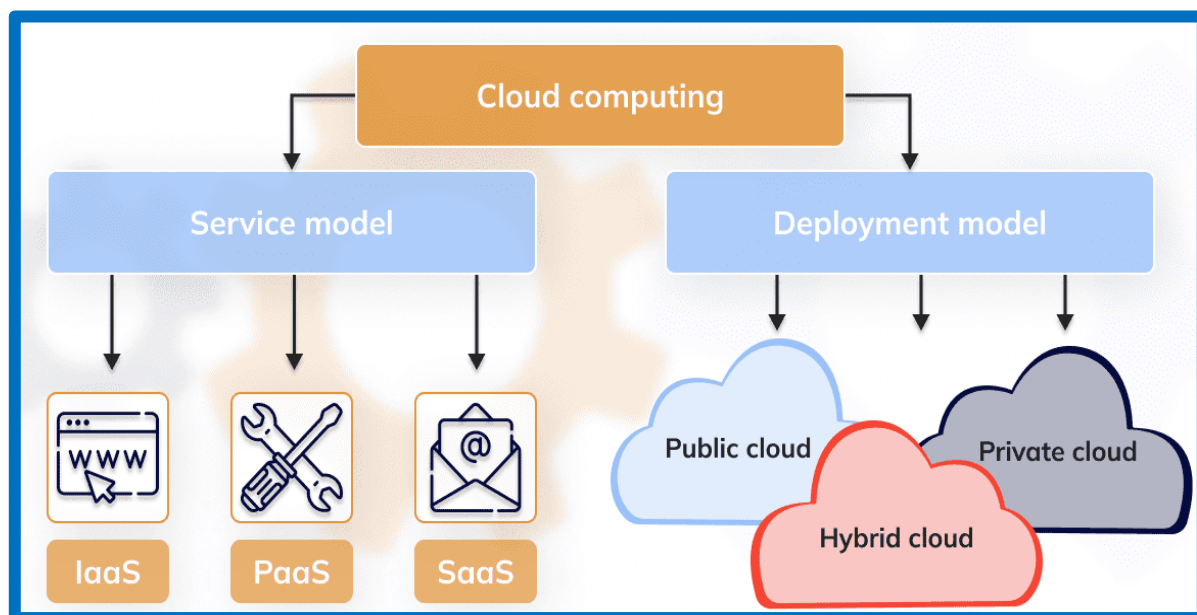 Cloud computing
Service model
Deployment model
WWW
@
Public cloud
Private cloud
Hybrid cloud
IaaS
PaaS
SaaS